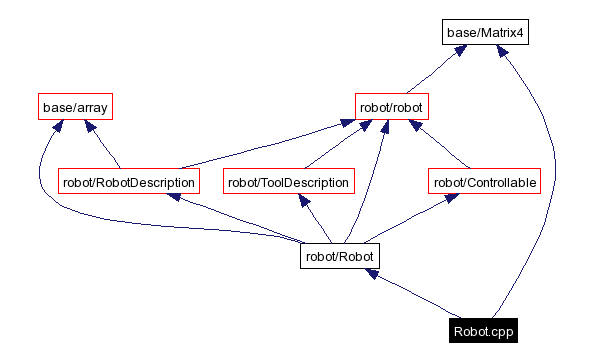 base/Matrix4
base/array
robot/robot
robot/RobotDescription
robot/ToolDescription
robot/Controllable
robot/Robot
Robot.cpp